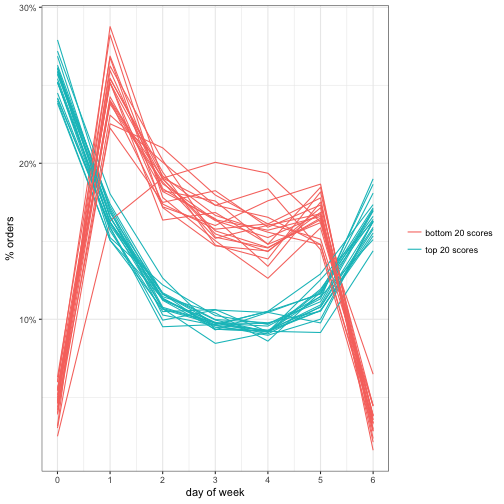 30%
20%
10%
% orders
0 1 2 3 4 5 6
day of week
bottom 20 scores
top 20 scores